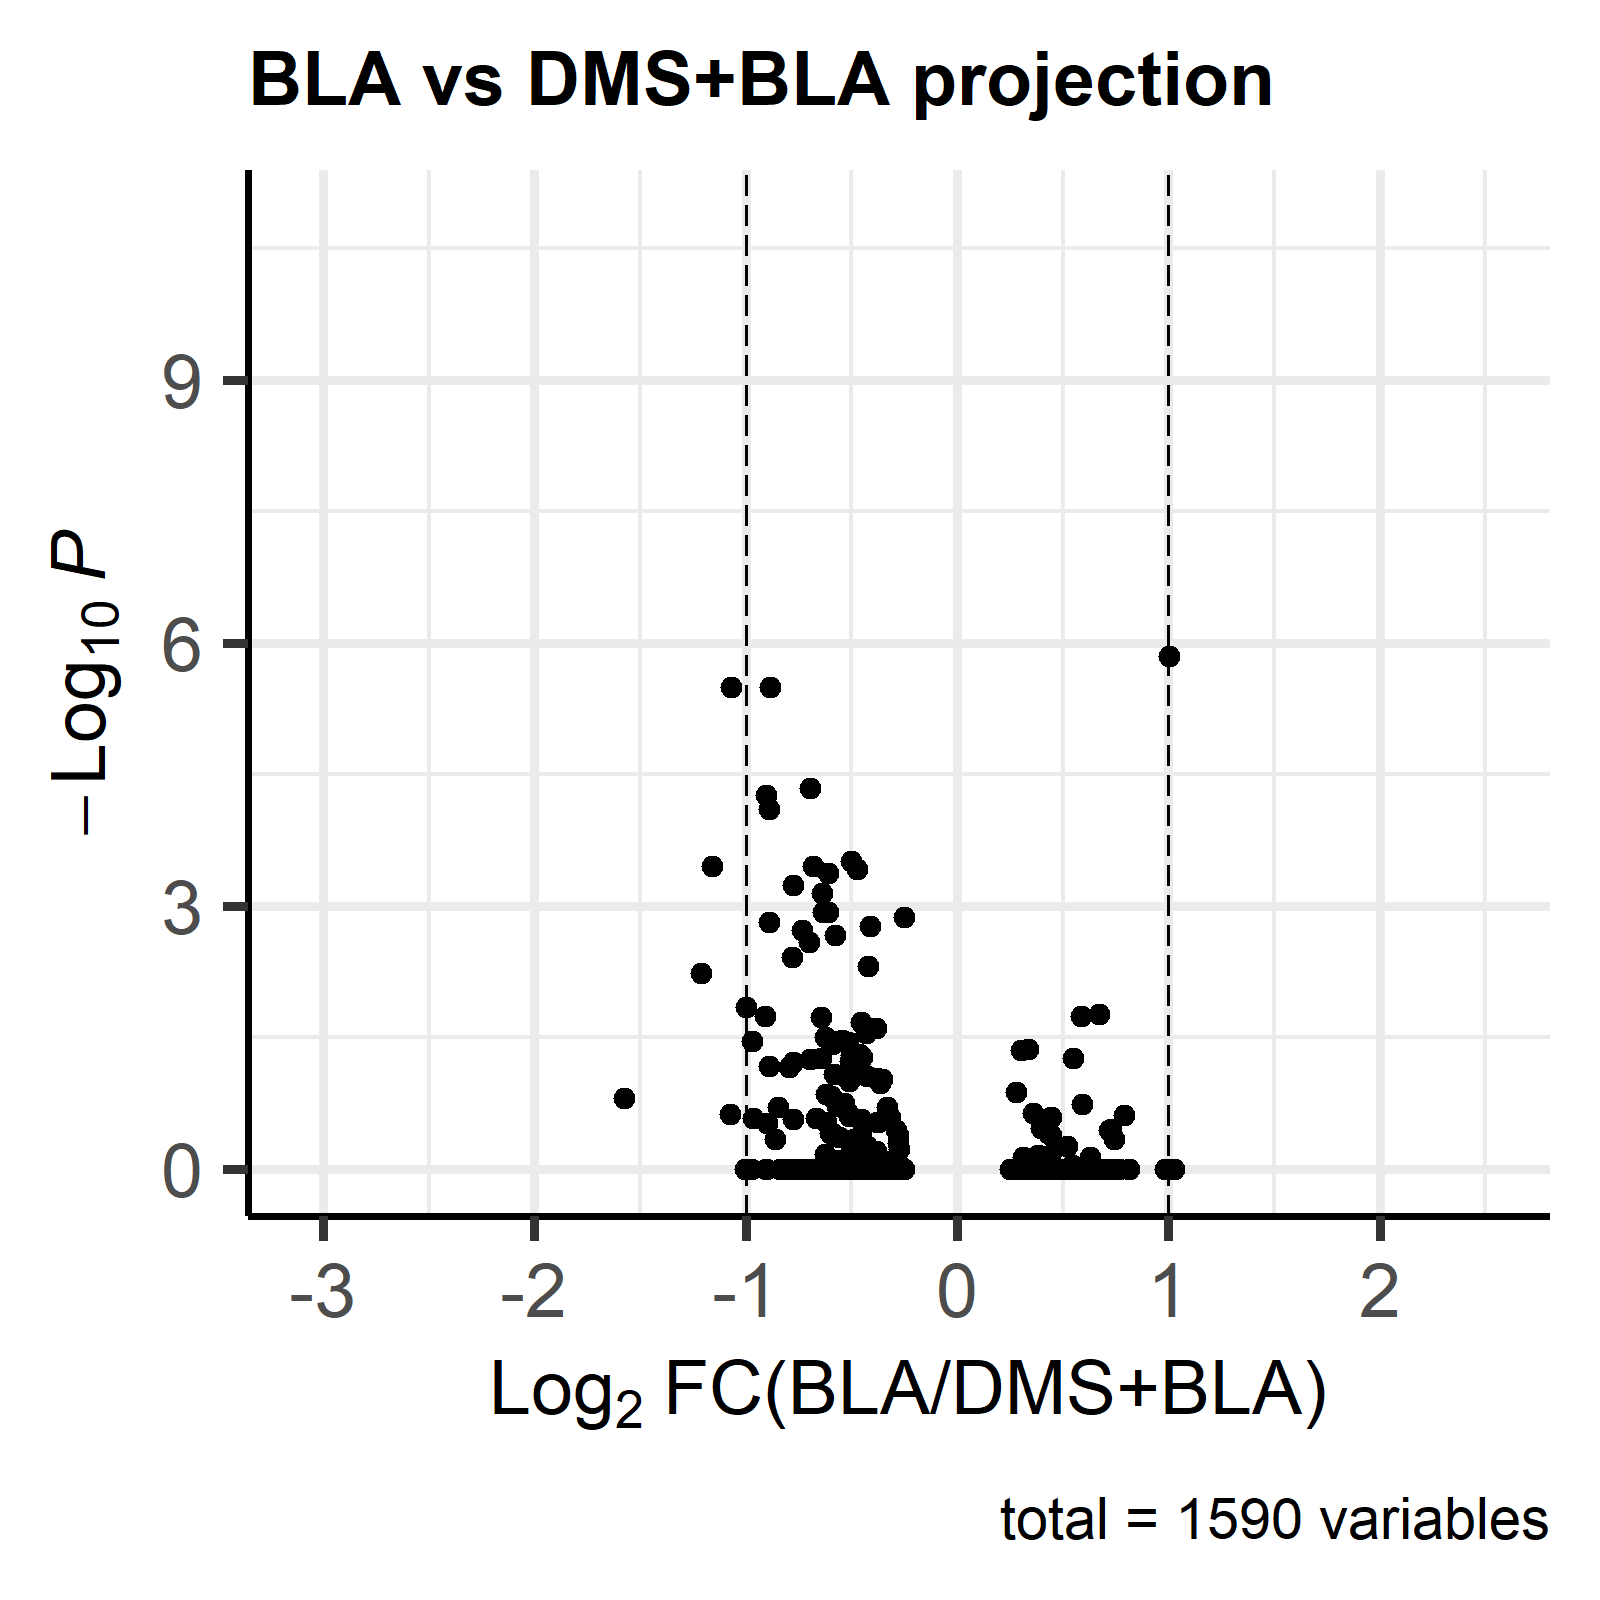 BLA vs DMS+BLA projection
−Log₁₀ P
9
6
3
0
-3 -2 -1 0 1 2
Log₂ FC(BLA/DMS+BLA)
total = 1590 variables